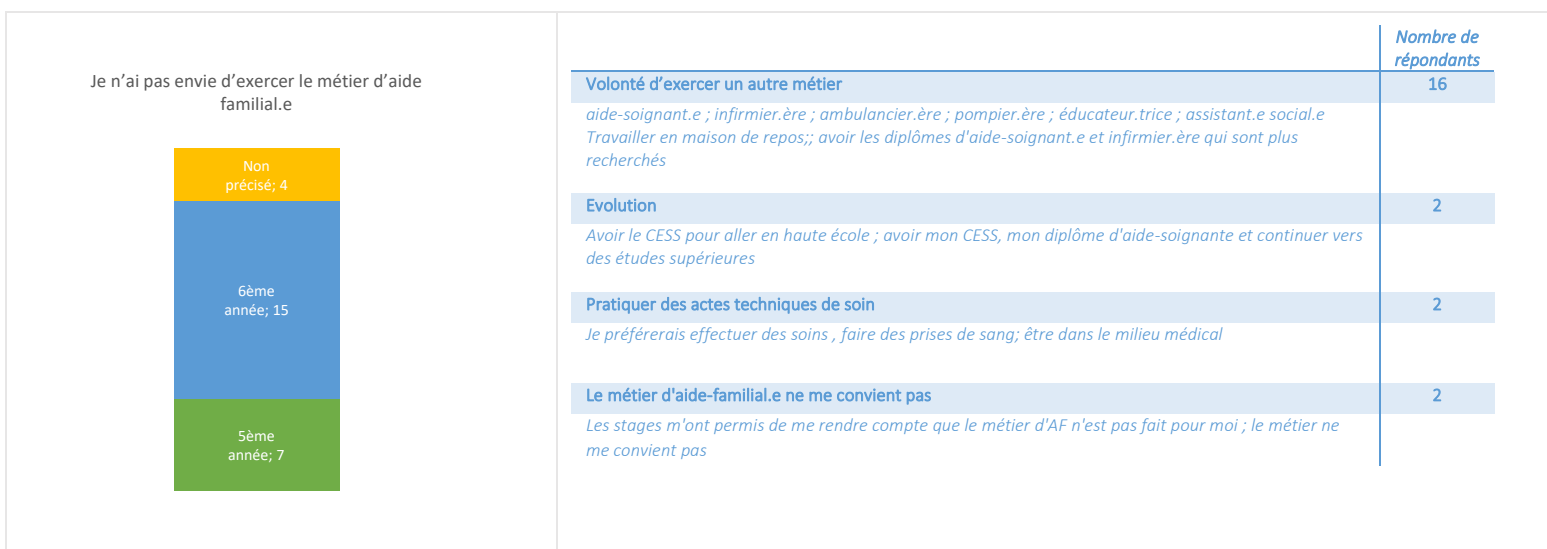 Je n’ai pas envie d’exercer le métier d’aide
familial.e
Non
précisé; 4
6ème
année; 15
5ème
année; 7
Nombre de
répondants
Volonté d’exercer un autre métier 16
aide-soignant.e ; infirmier.ère ; ambulancier.ère ; pompier.ère ; éducateur.trice ; assistant.e social.e
Travailler en maison de repos;; avoir les diplômes d'aide-soignant.e et infirmier.ère qui sont plus
recherchés
Evolution 2
Avoir le CESS pour aller en haute école ; avoir mon CESS, mon diplôme d'aide-soignante et continuer vers
des études supérieures
Pratiquer des actes techniques de soin 2
Je préférerais effectuer des soins , faire des prises de sang; être dans le milieu médical
Le métier d'aide-familial.e ne me convient pas 2
Les stages m'ont permis de me rendre compte que le métier d'AF n'est pas fait pour moi ; le métier ne
me convient pas